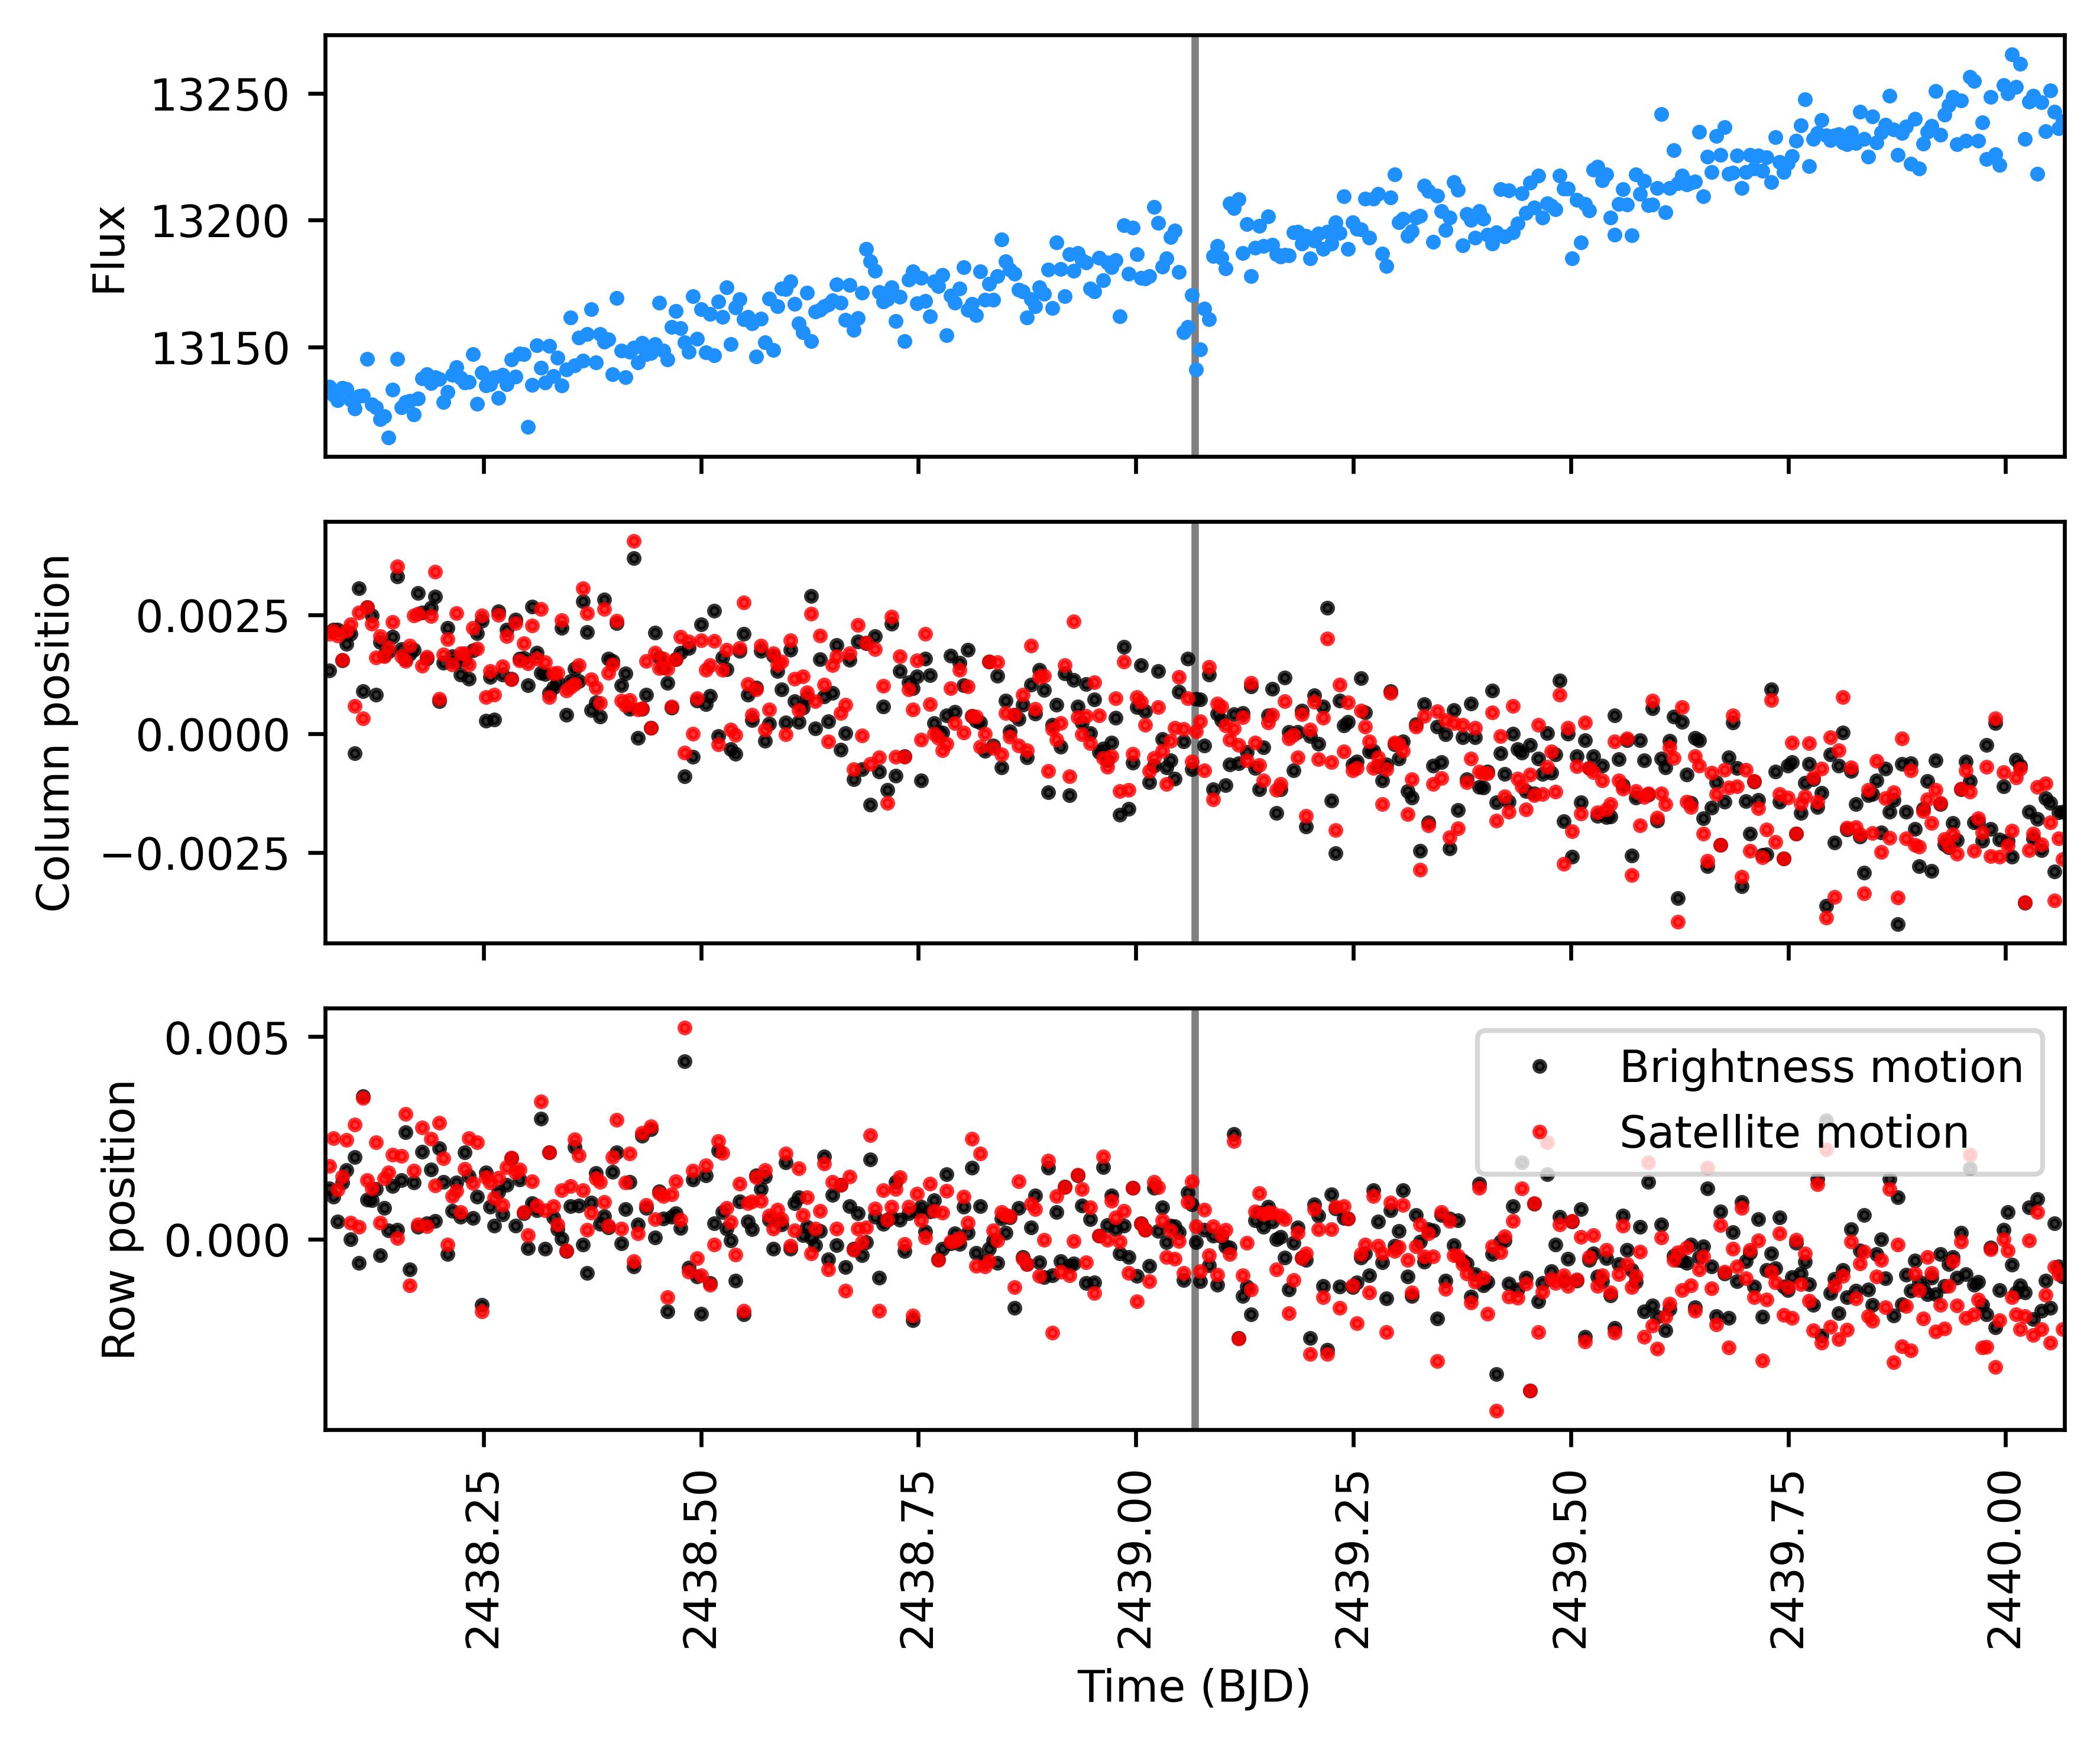 Flux
13250
13200
13150
Column position
0.0025
0.0000
−0.0025
Row position
0.005
0.000
Brightness motion
Satellite motion
2438.25
2438.50
2438.75
2439.00
2439.25
2439.50
2439.75
2440.00
Time (BJD)